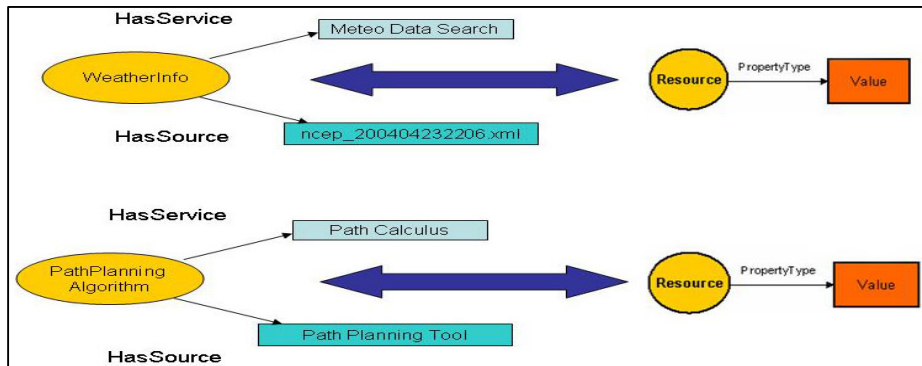 HasService
Meteo Data Search
WeatherInfo
HasSource
ncep_200404232206.xml
Resource
PropertyType
Value
HasService
Path Calculus
PathPlanning
Algorithm
Path Planning Tool
HasSource
Resource
PropertyType
Value